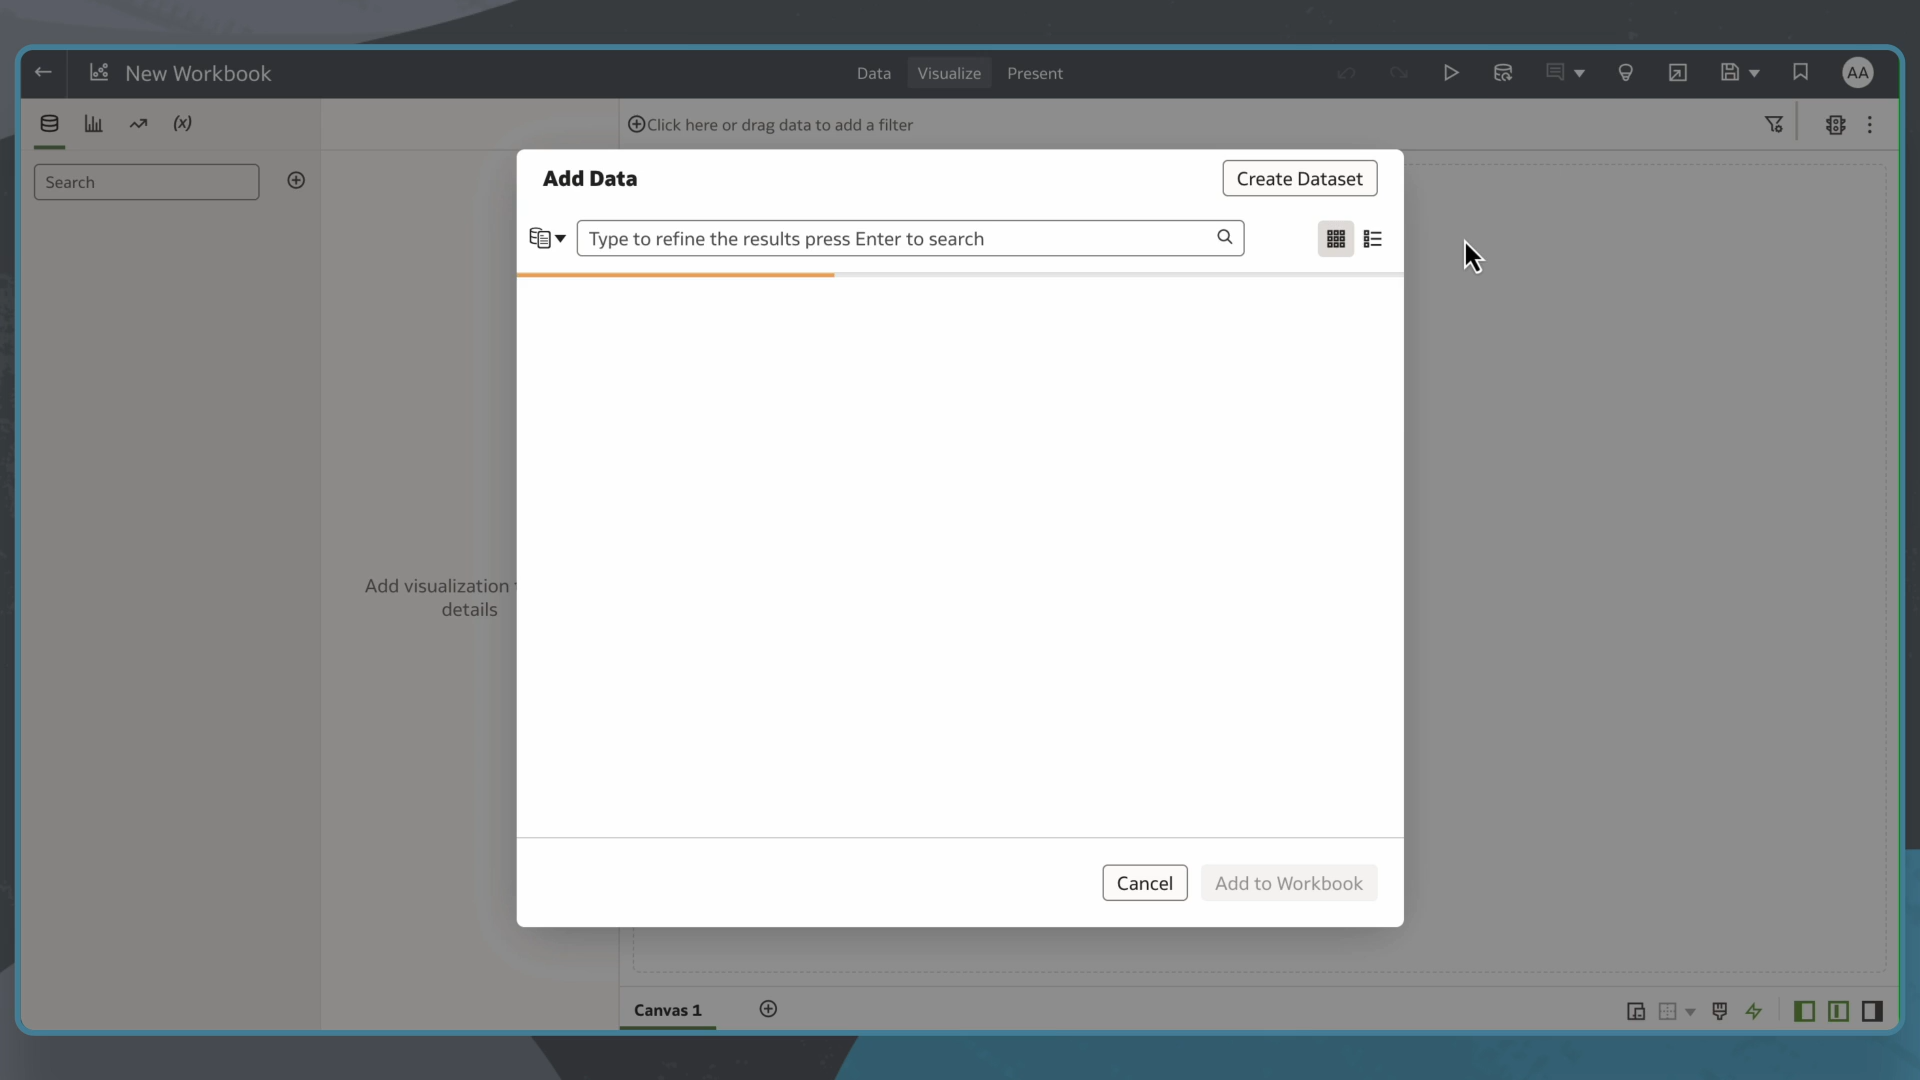 New Workbook
Data
Visualize
Present
AA
(x)
Click here or drag data to add a filter
Search
Add Data
Create Dataset
Type to refine the results press Enter to search
Add visualization
details
Cancel
Add to Workbook
Canvas 1